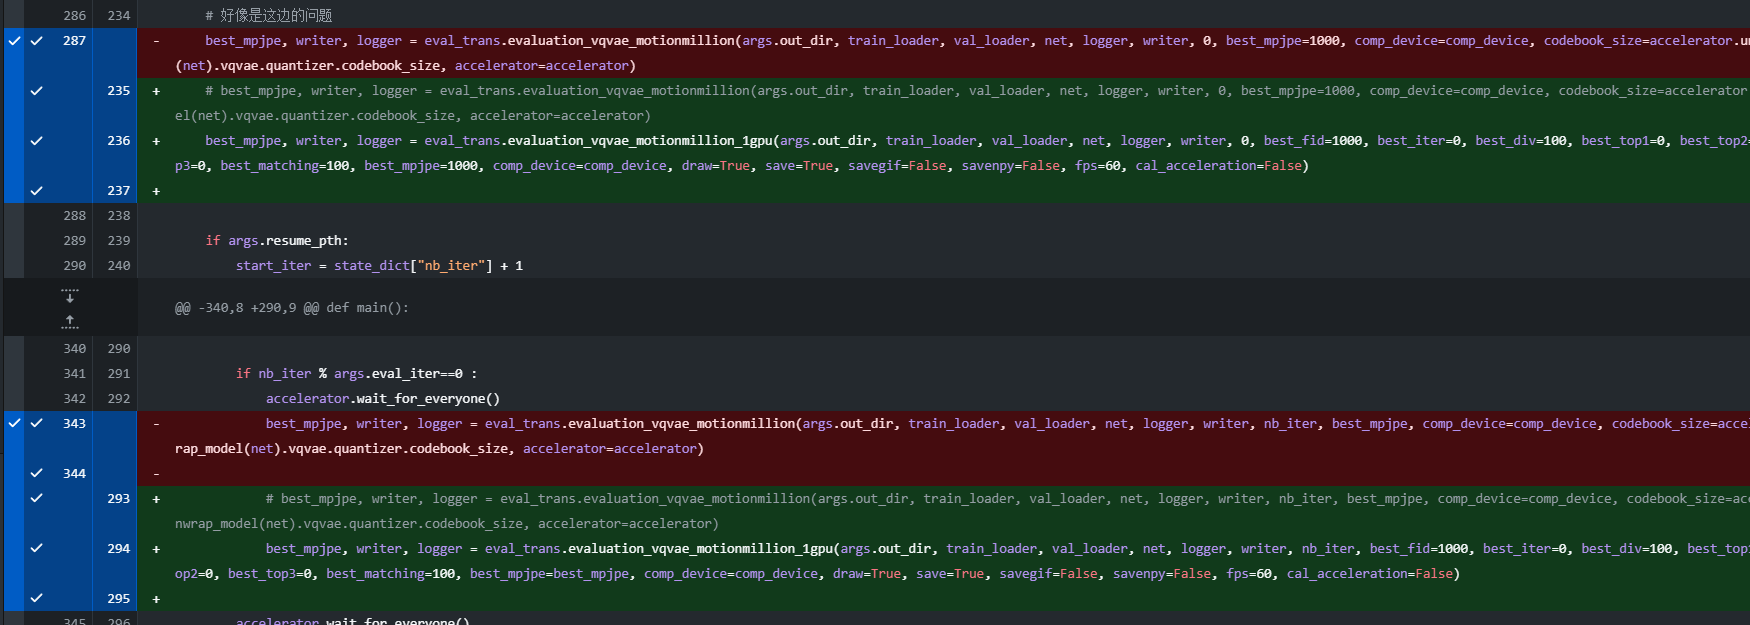 286 234 # 好像是这边的问题
287 - best_mpjpe, writer, logger = eval_trans.evaluation_vqvae_motionmillion(args.out_dir, train_loader, val_loader, net, logger, writer, 0, best_mpjpe=1000, comp_device=comp_device, codebook_size=accelerator.un
(net).vqvae.quantizer.codebook_size, accelerator=accelerator)
235 + # best_mpjpe, writer, logger = eval_trans.evaluation_vqvae_motionmillion(args.out_dir, train_loader, val_loader, net, logger, writer, 0, best_mpjpe=1000, comp_device=comp_device, codebook_size=accelerator
el(net).vqvae.quantizer.codebook_size, accelerator=accelerator)
236 + best_mpjpe, writer, logger = eval_trans.evaluation_vqvae_motionmillion_1gpu(args.out_dir, train_loader, val_loader, net, logger, writer, 0, best_fid=1000, best_iter=0, best_div=100, best_top1=0, best_top2=
p3=0, best_matching=100, best_mpjpe=1000, comp_device=comp_device, draw=True, save=True, savegif=False, savenpy=False, fps=60, cal_acceleration=False)
237 +
288 238
289 239 if args.resume_pth:
290 240 start_iter = state_dict["nb_iter"] + 1
@@ -340,8 +290,9 @@ def main():
340 290
341 291 if nb_iter % args.eval_iter==0 :
342 292 accelerator.wait_for_everyone()
343 - best_mpjpe, writer, logger = eval_trans.evaluation_vqvae_motionmillion(args.out_dir, train_loader, val_loader, net, logger, writer, nb_iter, best_mpjpe, comp_device=comp_device, codebook_size=acce
rap_model(net).vqvae.quantizer.codebook_size, accelerator=accelerator)
344 -
293 + # best_mpjpe, writer, logger = eval_trans.evaluation_vqvae_motionmillion(args.out_dir, train_loader, val_loader, net, logger, writer, nb_iter, best_mpjpe, comp_device=comp_device, codebook_size=acc
nwrap_model(net).vqvae.quantizer.codebook_size, accelerator=accelerator)
294 + best_mpjpe, writer, logger = eval_trans.evaluation_vqvae_motionmillion_1gpu(args.out_dir, train_loader, val_loader, net, logger, writer, nb_iter, best_fid=1000, best_iter=0, best_div=100, best_top1
op2=0, best_top3=0, best_matching=100, best_mpjpe=best_mpjpe, comp_device=comp_device, draw=True, save=True, savegif=False, savenpy=False, fps=60, cal_acceleration=False)
295 +
345 296 accelerator.wait_for_everyone()